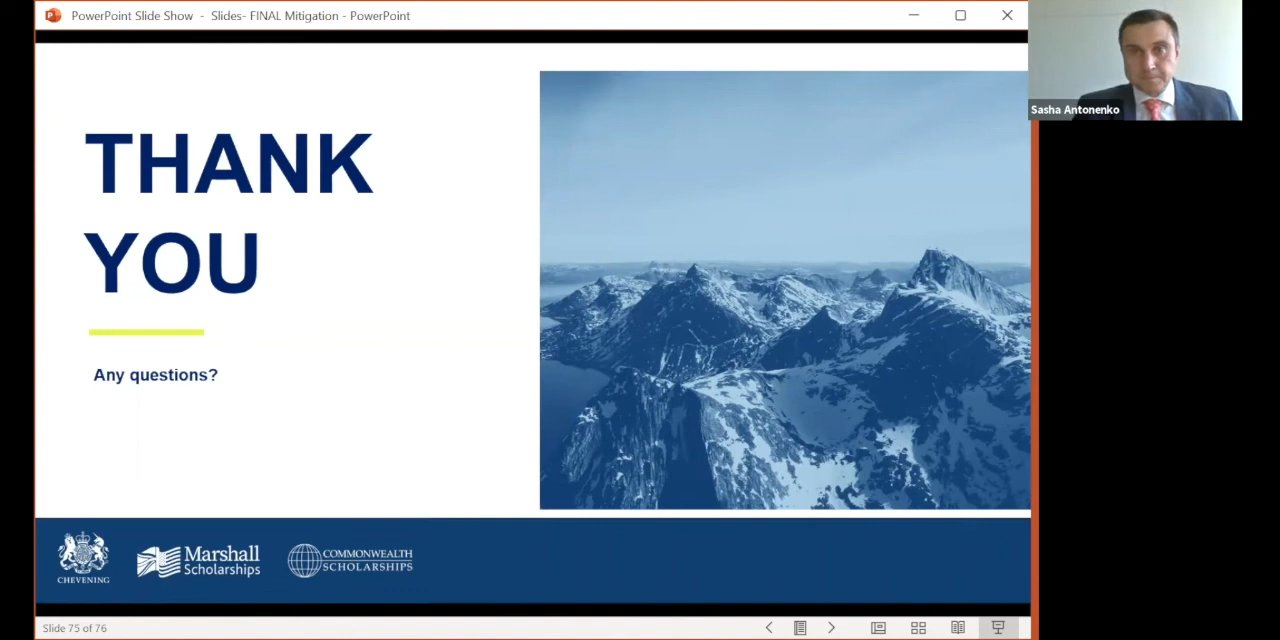 PowerPoint Slide Show - Slides- FINAL Mitigation - PowerPoint
Sasha Antonenko
THANK
YOU
Any questions?
CHEVENING
Marshall
Scholarships
COMMONWEALTH
SCHOLARSHIPS
Slide 75 of 76